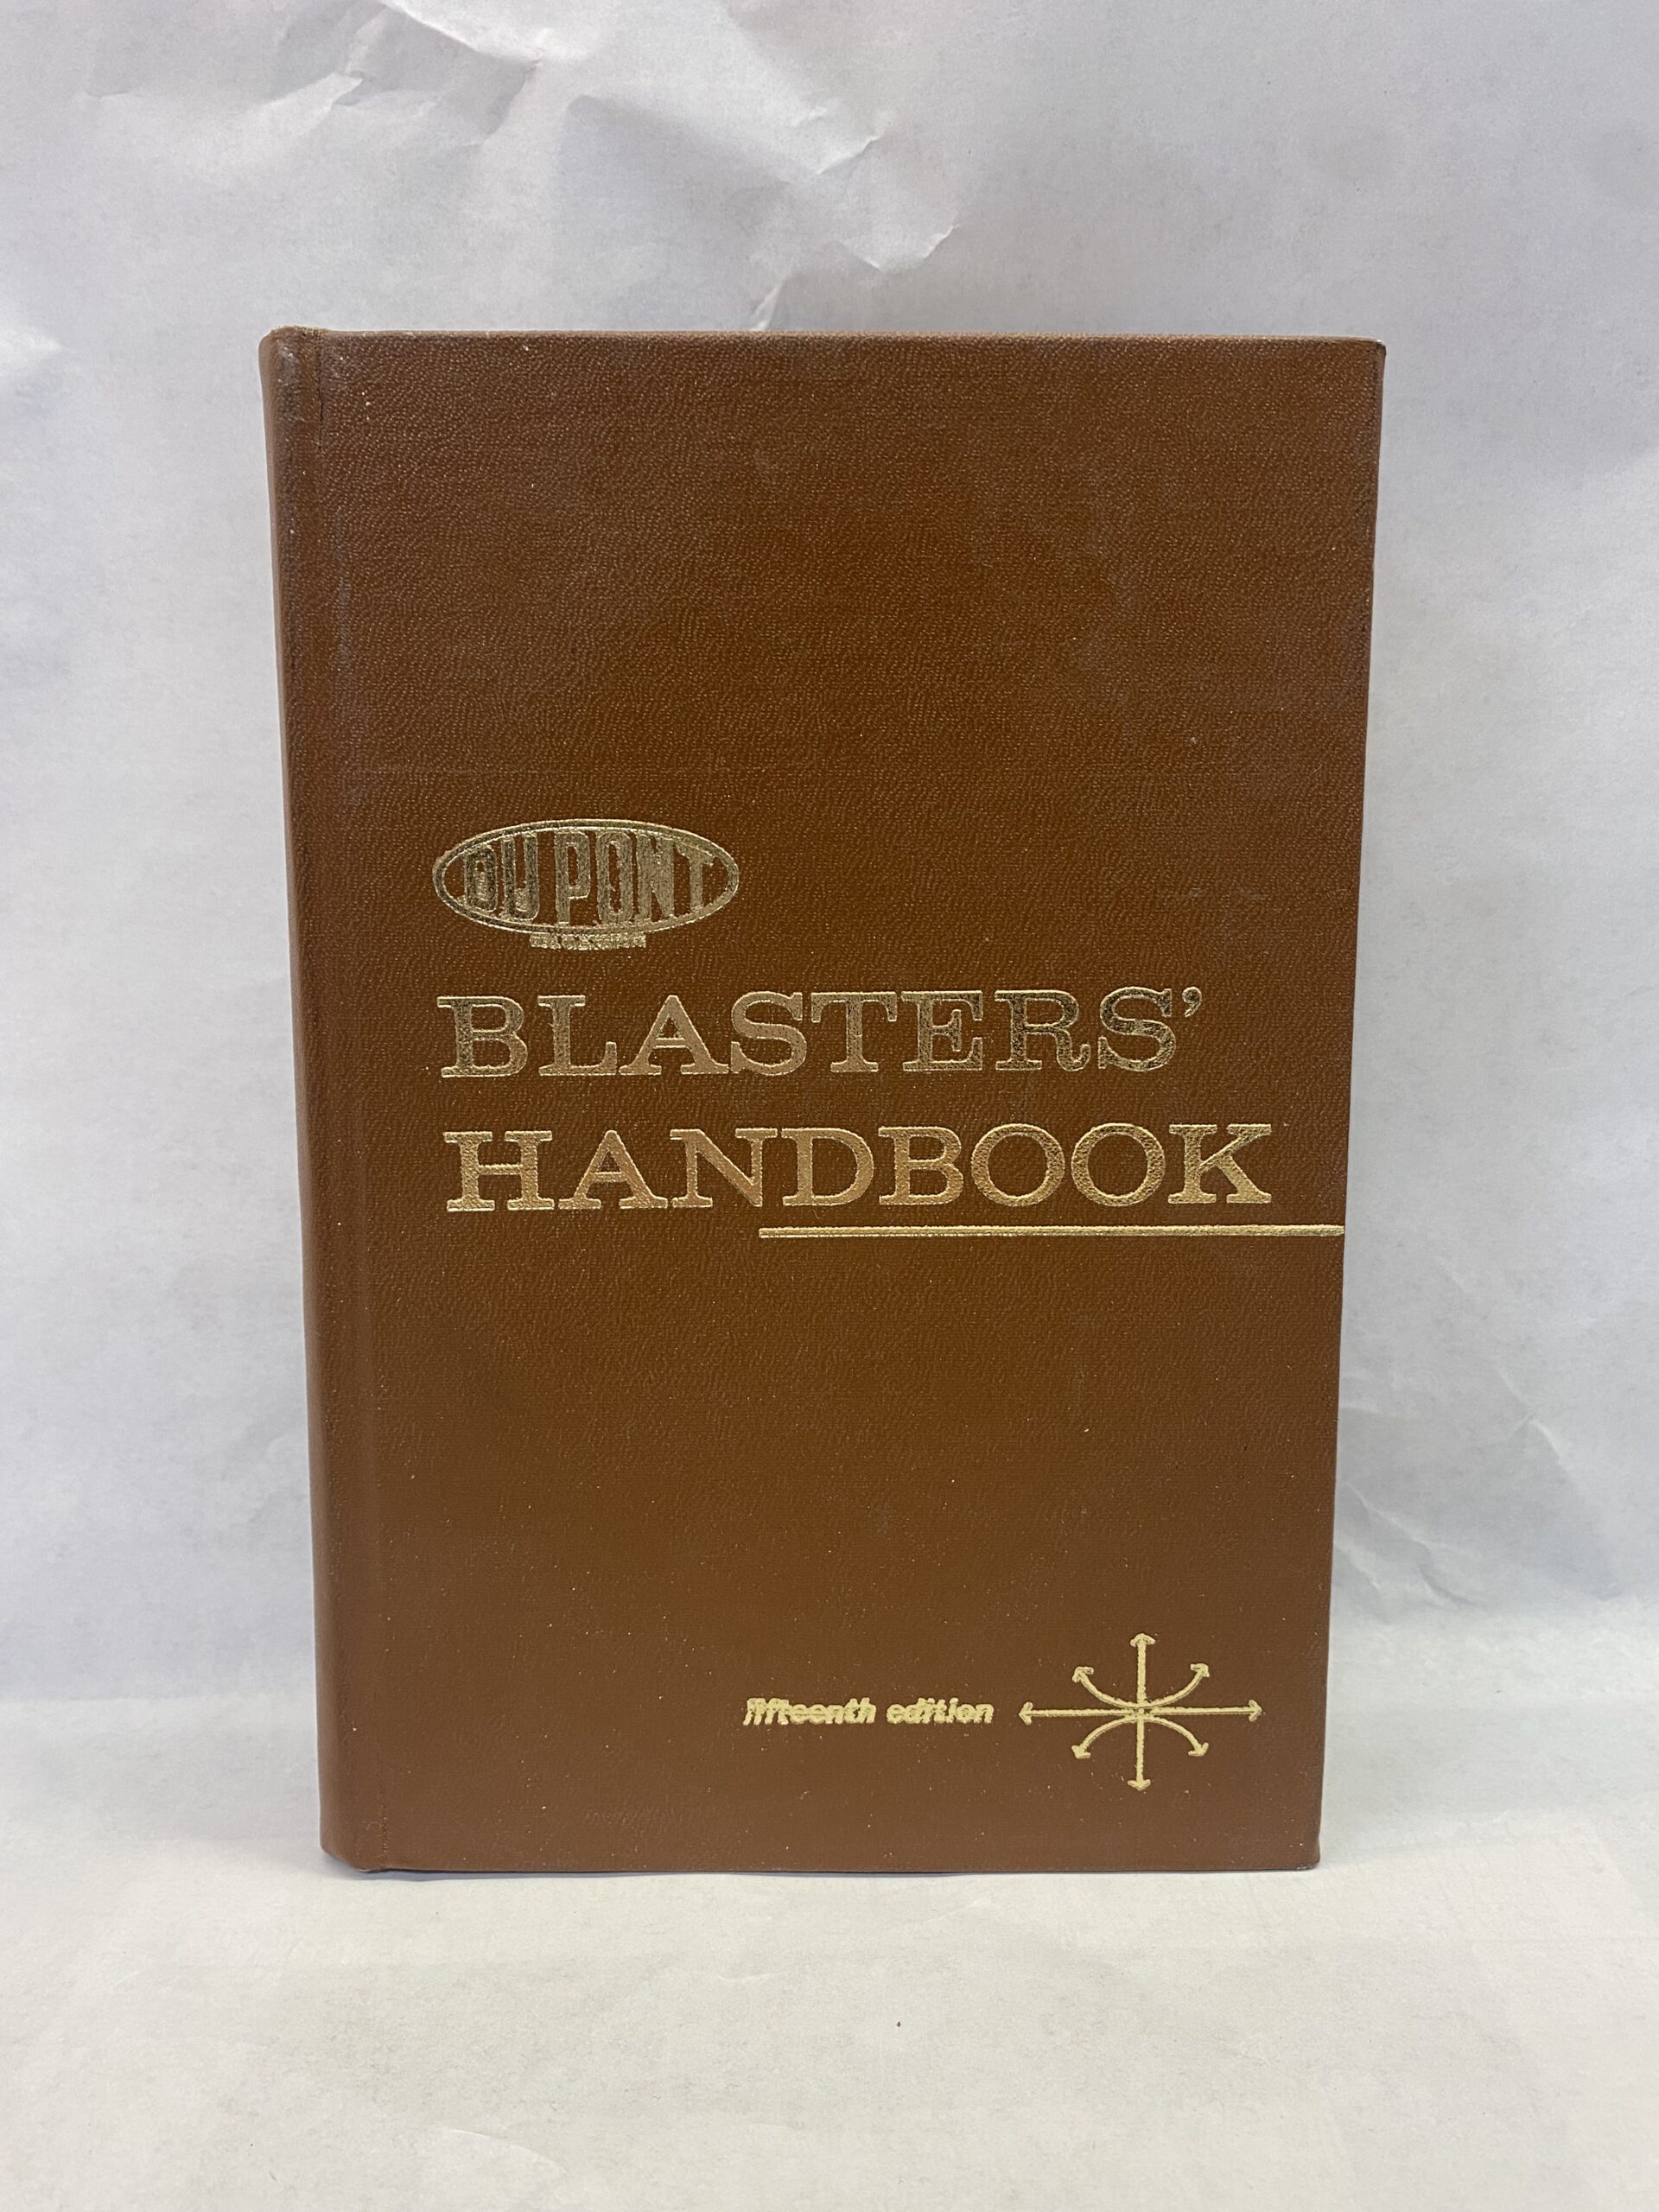 DU PONT
BLASTERS'
HANDBOOK
fifteenth edition